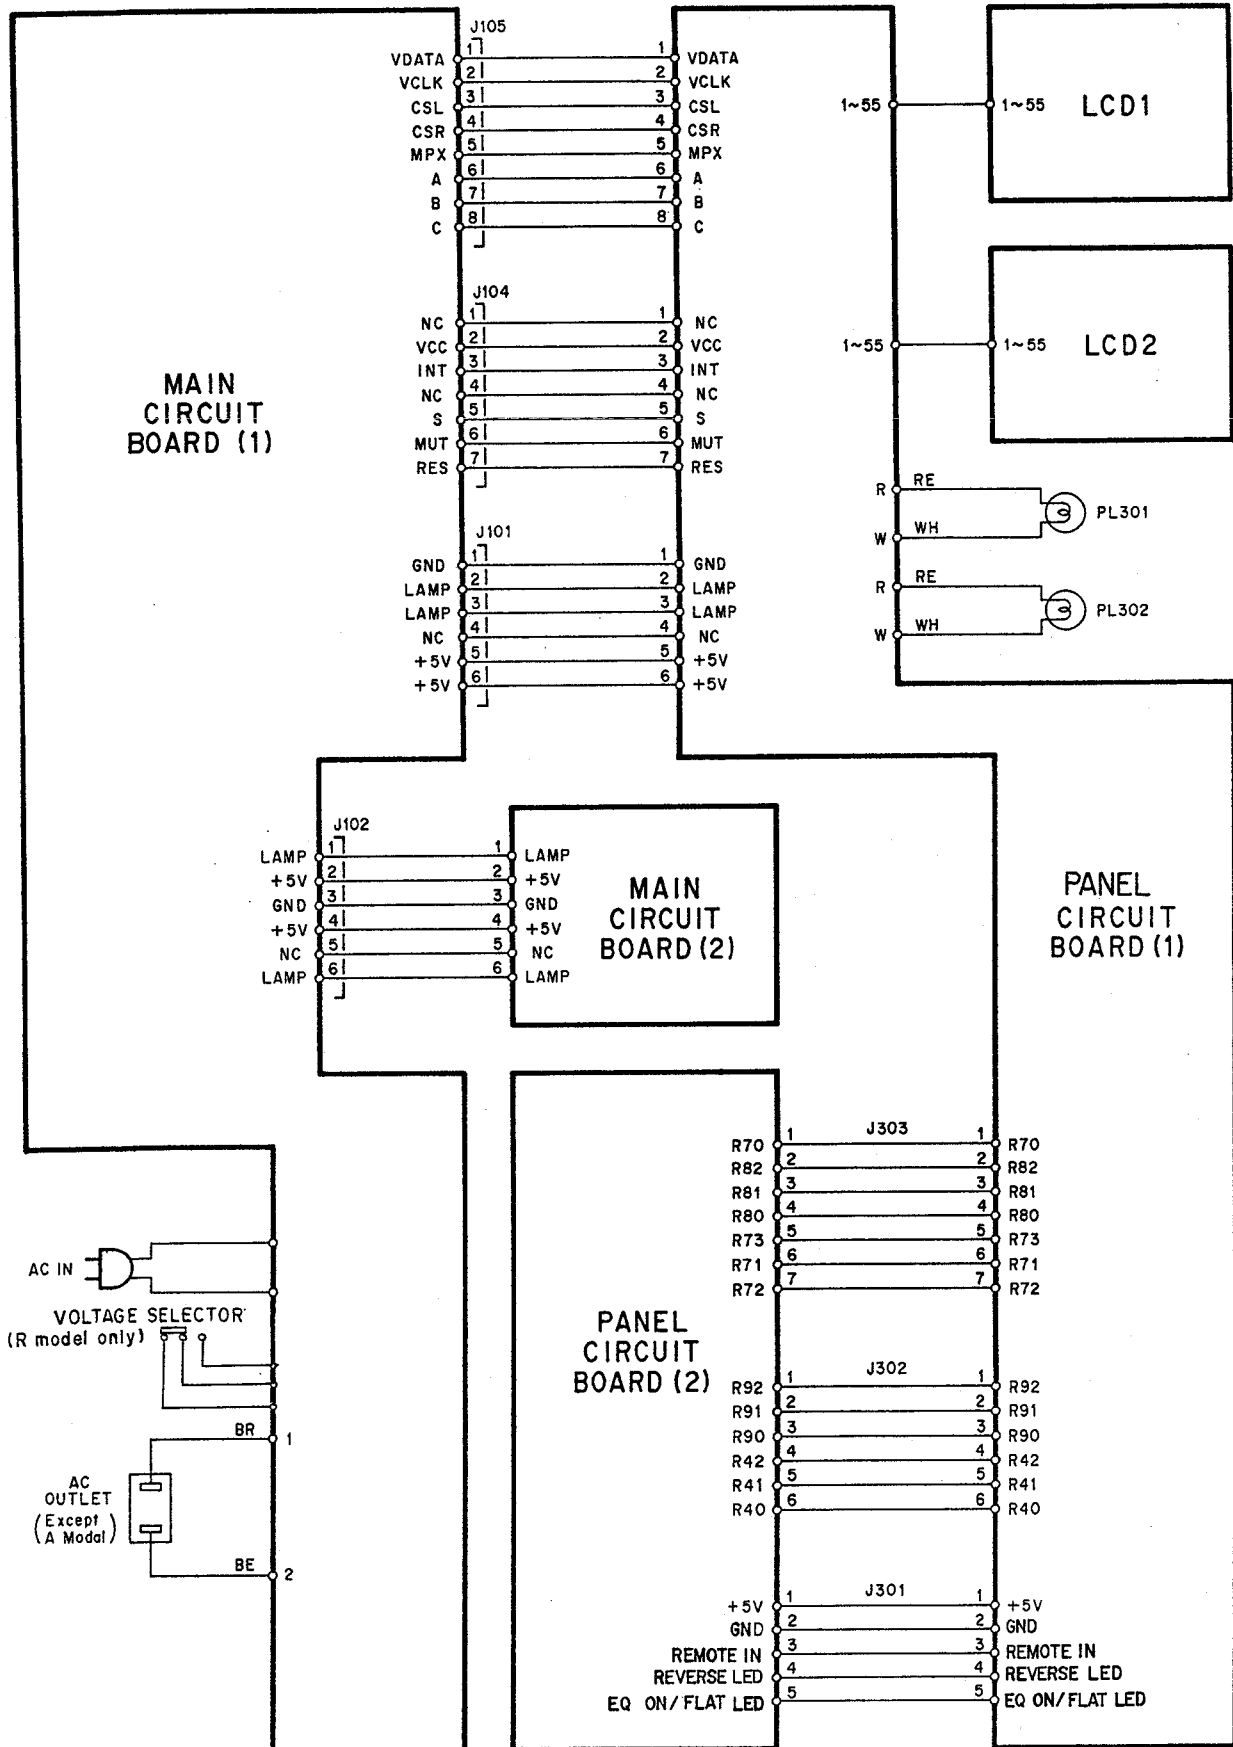 J105
VDATA 1 1 VDATA
VCLK 2 2 VCLK
CSL 3 3 CSL
CSR 4 4 CSR
MPX 5 5 MPX
A 6 6 A
B 7 7 B
C 8 8 C
1~55 1~55 LCD1
J104
NC 1 1 NC
VCC 2 2 VCC
INT 3 3 INT
NC 4 4 NC
S 5 5 S
MUT 6 6 MUT
RES 7 7 RES
1~55 1~55 LCD2
MAIN
CIRCUIT
BOARD (1)
R RE
PL301
W WH
R RE
PL302
W WH
J101
GND 1 1 GND
LAMP 2 2 LAMP
LAMP 3 3 LAMP
NC 4 4 NC
+5V 5 5 +5V
+5V 6 6 +5V
J102
LAMP 1 1 LAMP
+5V 2 2 +5V
GND 3 3 GND
+5V 4 4 +5V
NC 5 5 NC
LAMP 6 6 LAMP
MAIN
CIRCUIT
BOARD (2)
PANEL
CIRCUIT
BOARD (1)
J303
R70 1 1 R70
R82 2 2 R82
R81 3 3 R81
R80 4 4 R80
R73 5 5 R73
R71 6 6 R71
R72 7 7 R72
AC IN
VOLTAGE SELECTOR
(R model only)
PANEL
CIRCUIT
BOARD (2)
J302
R92 1 1 R92
R91 2 2 R91
R90 3 3 R90
R42 4 4 R42
R41 5 5 R41
R40 6 6 R40
BR 1
AC
OUTLET
(Except
A Modal)
BE 2
J301
+5V 1 1 +5V
GND 2 2 GND
REMOTE IN 3 3 REMOTE IN
REVERSE LED 4 4 REVERSE LED
EQ ON/FLAT LED 5 5 EQ ON/FLAT LED